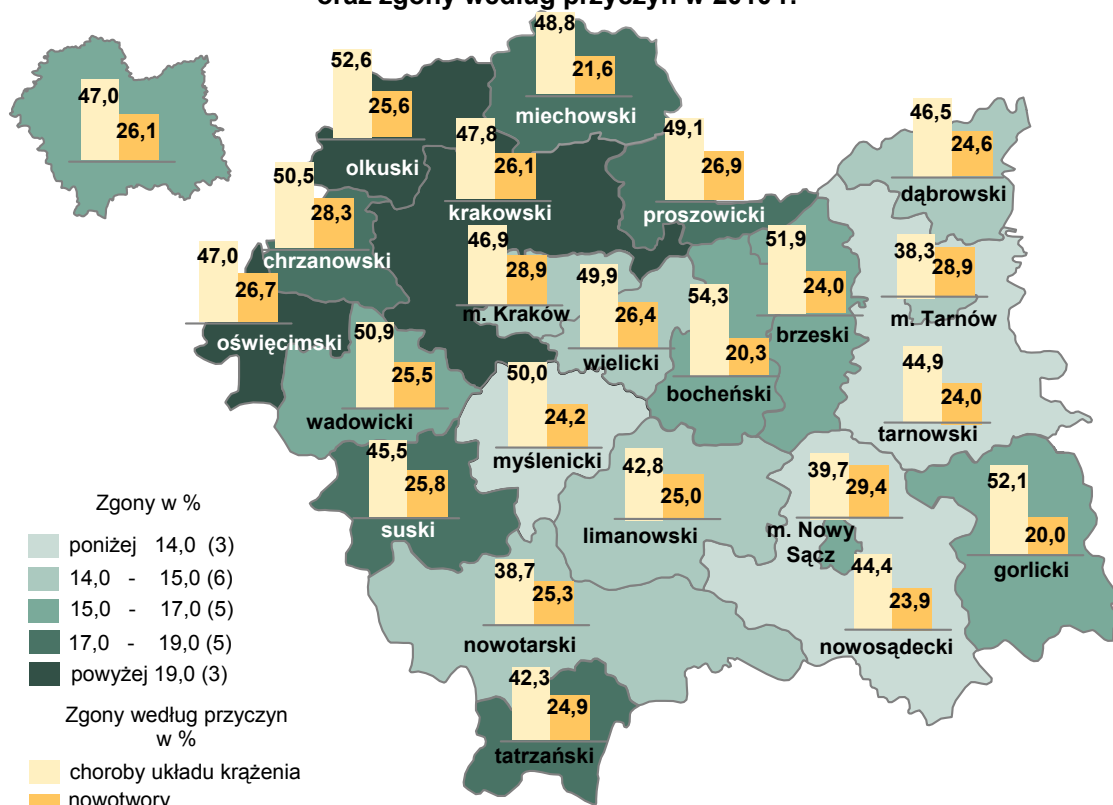 oraz zgony według przyczyn w 2016 r.
47,0
26,1
52,6
25,6
olkuski
48,8
21,6
miechowski
47,8
26,1
krakowski
49,1
26,9
proszowicki
46,5
24,6
dąbrowski
50,5
28,3
chrzanowski
47,0
26,7
oświęcimski
46,9
28,9
m. Kraków
49,9
26,4
wielicki
54,3
20,3
bocheński
51,9
24,0
brzeski
38,3
28,9
m. Tarnów
44,9
24,0
tarnowski
50,9
25,5
wadowicki
50,0
24,2
myślenicki
45,5
25,8
suski
42,8
25,0
limanowski
39,7
29,4
m. Nowy
Sącz
52,1
20,0
gorlicki
38,7
25,3
nowotarski
44,4
23,9
nowosądecki
42,3
24,9
tatrzański
Zgony w %
poniżej 14,0 (3)
14,0 - 15,0 (6)
15,0 - 17,0 (5)
17,0 - 19,0 (5)
powyżej 19,0 (3)
Zgony według przyczyn
w %
choroby układu krążenia
nowotwory